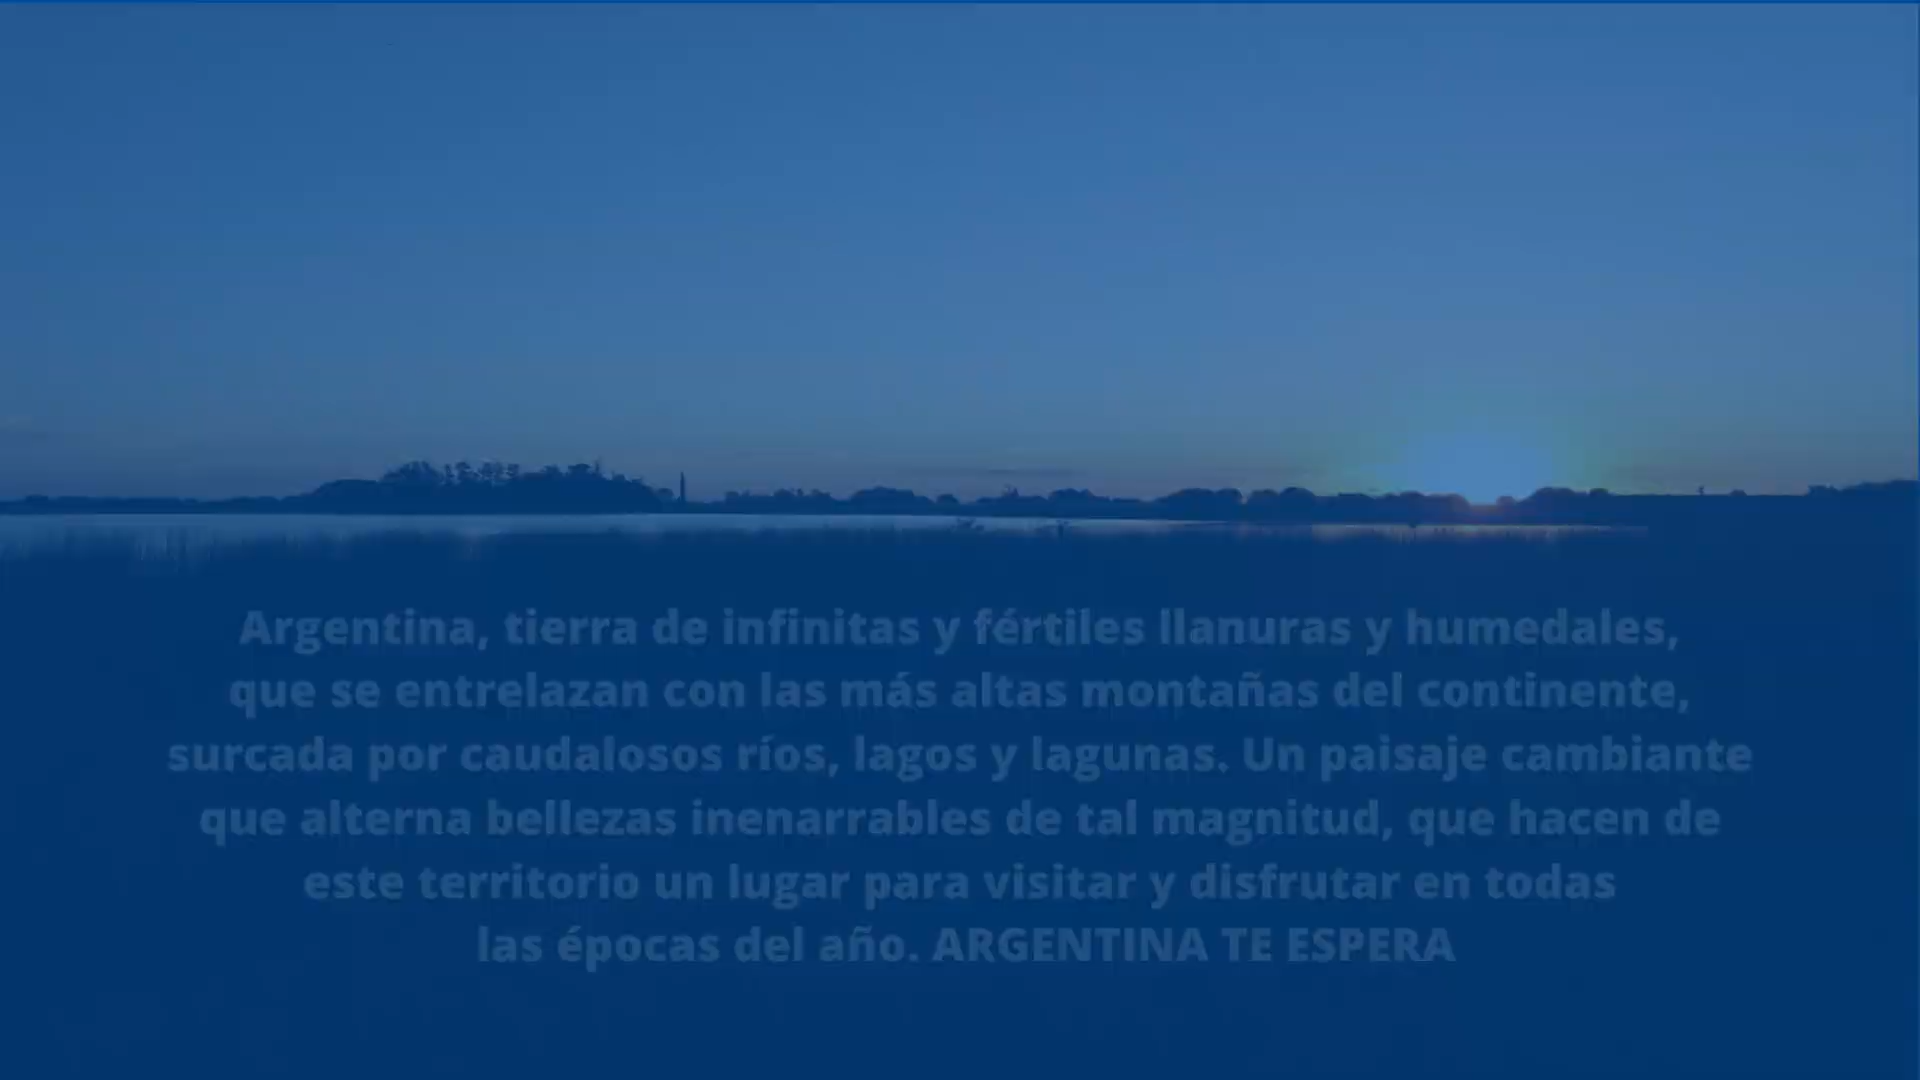 Argentina, tierra de infinitas y fértiles llanuras y humedales,
que se entrelazan con las más altas montañas del continente,
surcada por caudalosos ríos, lagos y lagunas. Un paisaje cambiante
que alterna bellezas inenarrables de tal magnitud, que hacen de
este territorio un lugar para visitar y disfrutar en todas
las épocas del año. ARGENTINA TE ESPERA